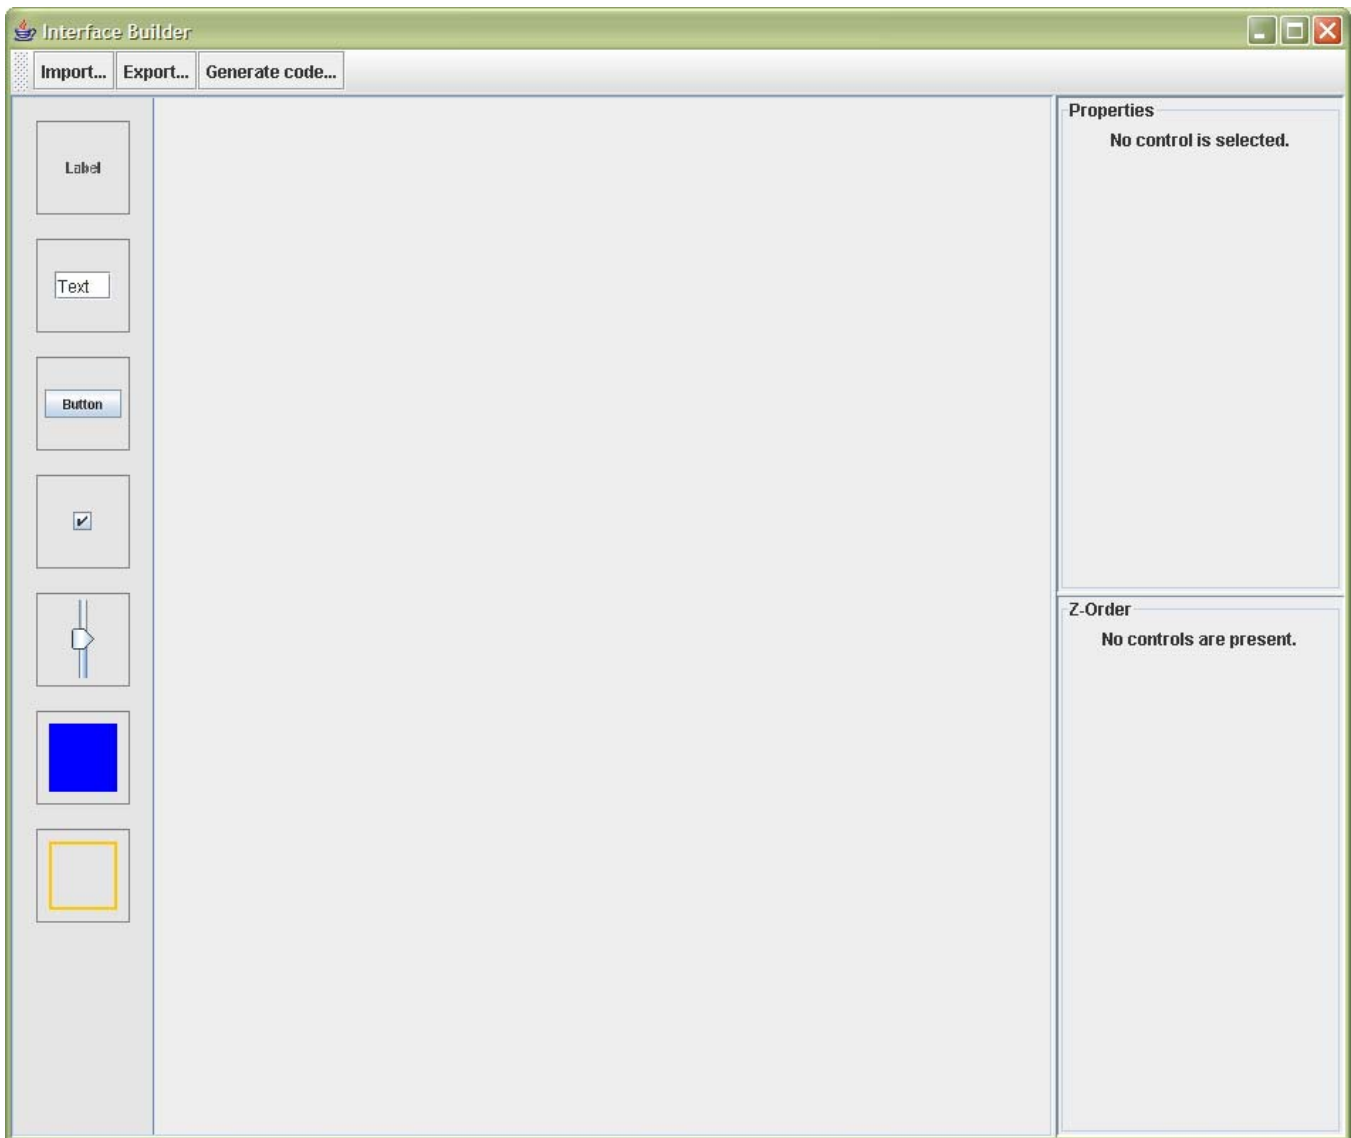 Interface Builder
Import... Export... Generate code...
Label
Text
Button
Properties
No control is selected.
Z-Order
No controls are present.